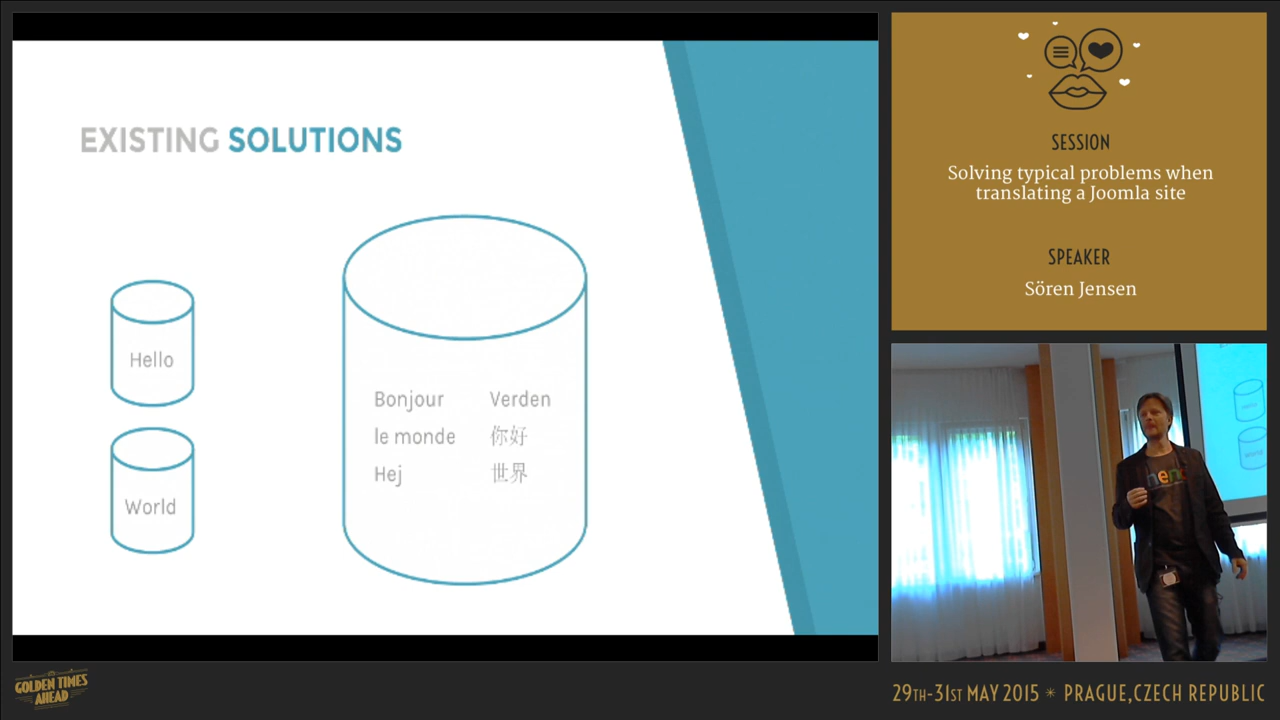 EXISTING SOLUTIONS
Hello
World
Bonjour
le monde
Hej
Verden
你好
世界
SESSION
Solving typical problems when
translating a Joomla site
SPEAKER
Sören Jensen
GOLDEN TIMES
AHEAD
29TH-31ST MAY 2015 * PRAGUE,CZECH REPUBLIC